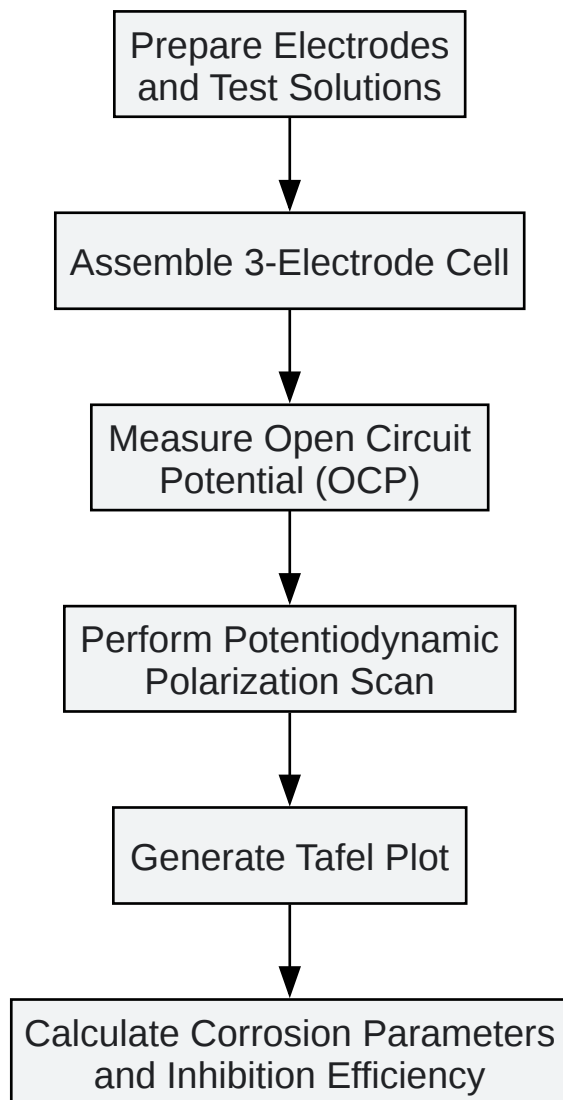 Prepare Electrodes
and Test Solutions
Assemble 3-Electrode Cell
Measure Open Circuit
Potential (OCP)
Perform Potentiodynamic
Polarization Scan
Generate Tafel Plot
Calculate Corrosion Parameters
and Inhibition Efficiency